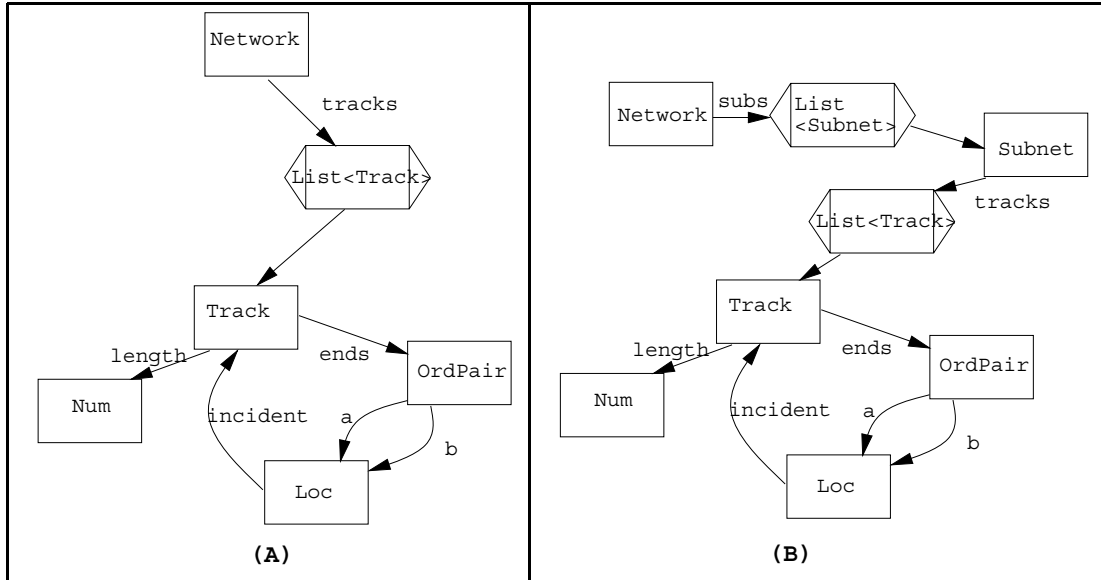 Network
tracks
List<Track>
Track
length
ends
OrdPair
Num
incident
a
b
Loc
(A)
Network
subs
List
<Subnet>
Subnet
tracks
List<Track>
Track
length
ends
OrdPair
Num
incident
a
b
Loc
(B)